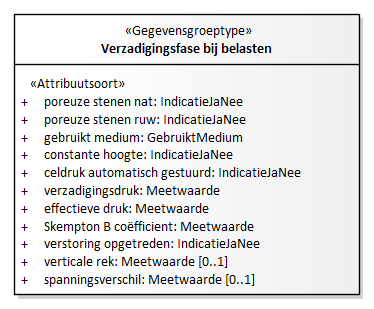 «Gegevensgroeptype»
Verzadigingsfase bij belasten
«Attribuutsoort»
+ poreuze stenen nat: IndicatieJaNee
+ poreuze stenen ruw: IndicatieJaNee
+ gebruikt medium: GebruiktMedium
+ constante hoogte: IndicatieJaNee
+ celdruk automatisch gestuurd: IndicatieJaNee
+ verzadigingsdruk: Meetwaarde
+ effectieve druk: Meetwaarde
+ Skempton B coëfficient: Meetwaarde
+ verstoring opgetreden: IndicatieJaNee
+ verticale rek: Meetwaarde [0..1]
+ spanningsverschil: Meetwaarde [0..1]